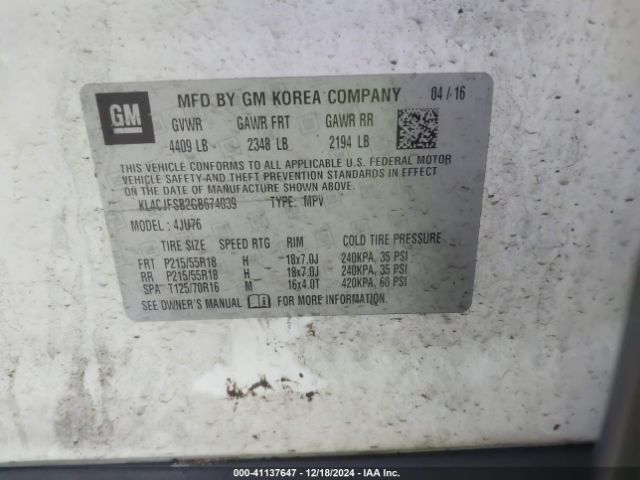 GM
MFD BY GM KOREA COMPANY 04 / 16
GVWR GAWR FRT GAWR RR
4409 LB 2348 LB 2194 LB
THIS VEHICLE CONFORMS TO ALL APPLICABLE U.S. FEDERAL MOTOR
VEHICLE SAFETY AND THEFT PREVENTION STANDARDS IN EFFECT
ON THE DATE OF MANUFACTURE SHOWN ABOVE.
KL4CJFSB2GB674039 TYPE: MPV
MODEL: 4JU76
TIRE SIZE SPEED RTG RIM COLD TIRE PRESSURE
FRT P215/55R18 H 18x7.0J 240KPA, 35 PSI
RR P215/55R18 H 18x7.0J 240KPA, 35 PSI
SPA T125/70R16 M 16x4.0T 420KPA, 60 PSI
SEE OWNER'S MANUAL FOR MORE INFORMATION.
000-41137647 - 12/18/2024 - IAA Inc.